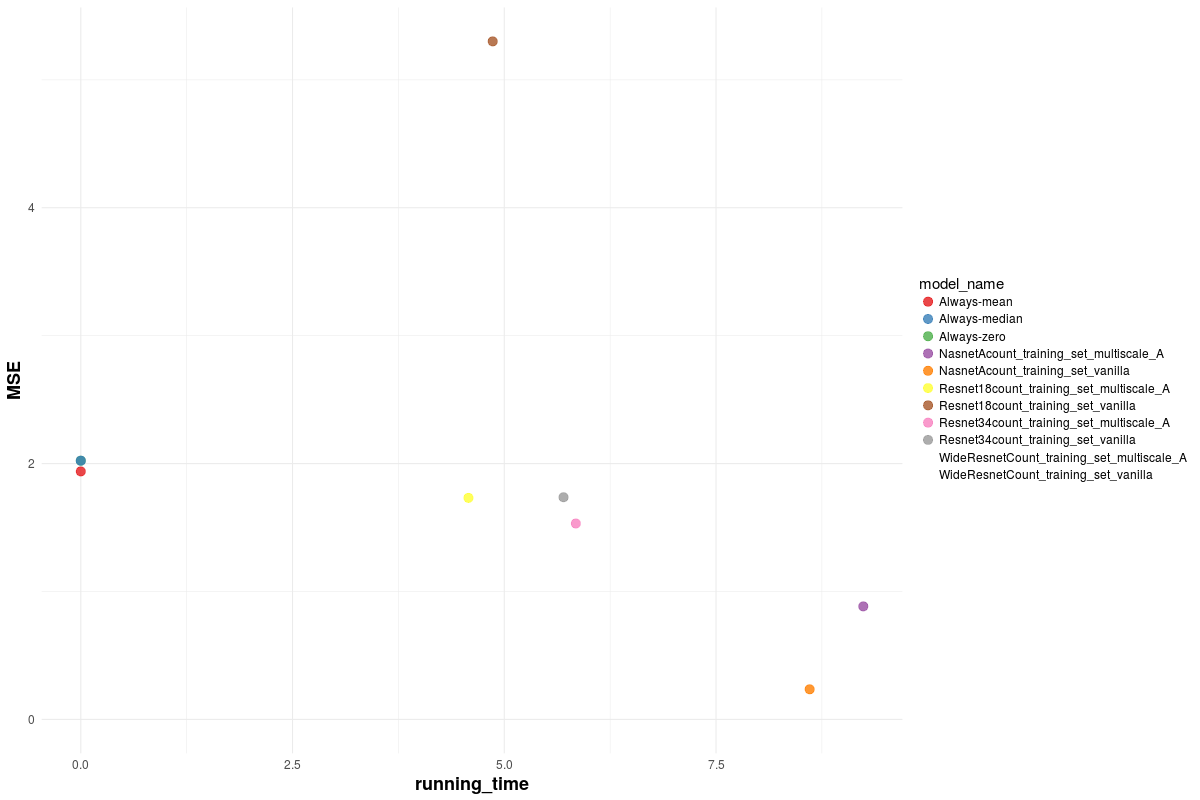 MSE
4
2
0
0.0
2.5
5.0
7.5
running_time
model_name
Always-mean
Always-median
Always-zero
NasnetAcount_training_set_multiscale_A
NasnetAcount_training_set_vanilla
Resnet18count_training_set_multiscale_A
Resnet18count_training_set_vanilla
Resnet34count_training_set_multiscale_A
Resnet34count_training_set_vanilla
WideResnetCount_training_set_multiscale_A
WideResnetCount_training_set_vanilla